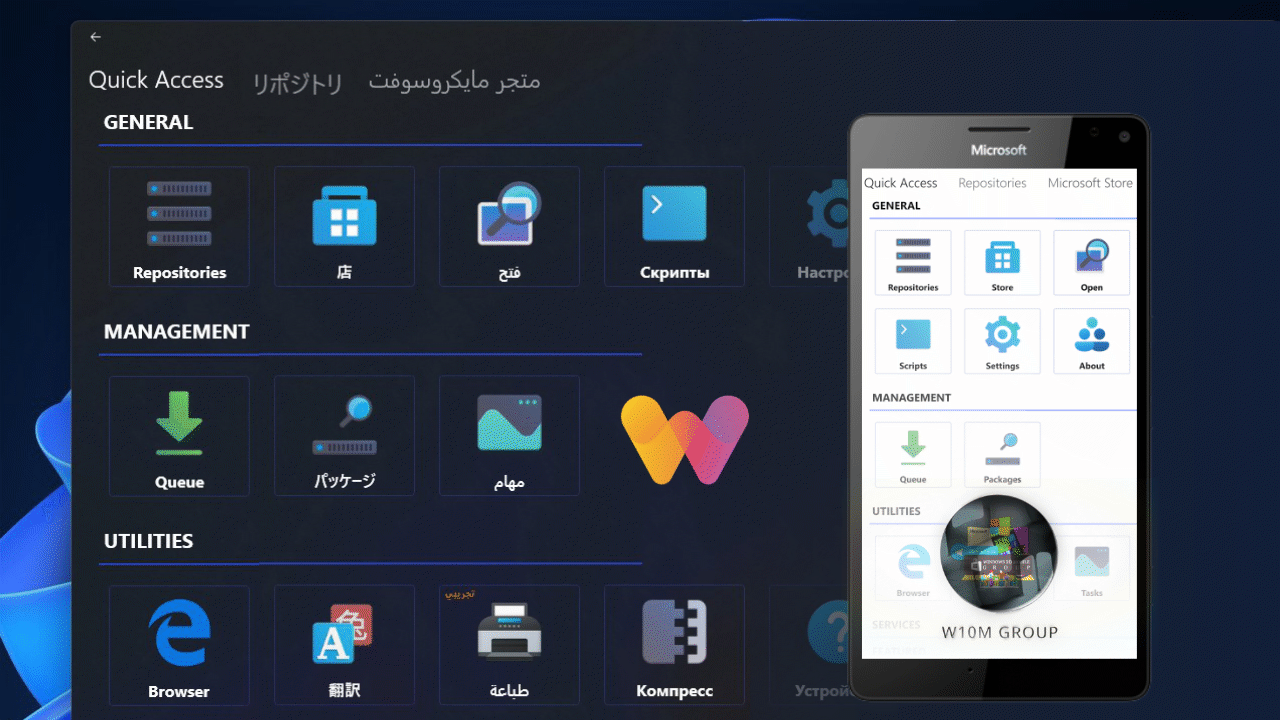 Quick Access リポジトリ متجر مايكروسوفت
GENERAL
Repositories 店 فتح Скрипты Настро
MANAGEMENT
Queue パッケージ مهام
UTILITIES
تجريبي
Browser 翻訳 طباعة Компресс Устрой
Microsoft
Quick Access Repositories Microsoft Store
GENERAL
Repositories Store Open
Scripts Settings About
MANAGEMENT
Queue Packages
UTILITIES
Browser Tasks
SERVICES
W10M GROUP